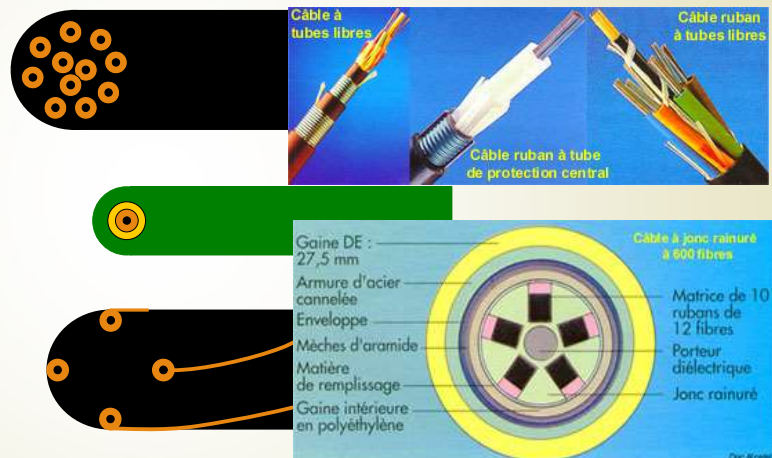 Câble à
tubes libres
Câble ruban
à tubes libres
Câble ruban à tube
de protection central
Câble à jonc rainuré
à 600 fibres
Gaine DE :
27,5 mm
Armure d'acier
cannelée
Enveloppe
Mèches d'aramide
Matière
de remplissage
Gaine intérieure
en polyéthylène
Matrice de 10
rubans de
12 fibres
Porteur
diélectrique
Jonc rainuré